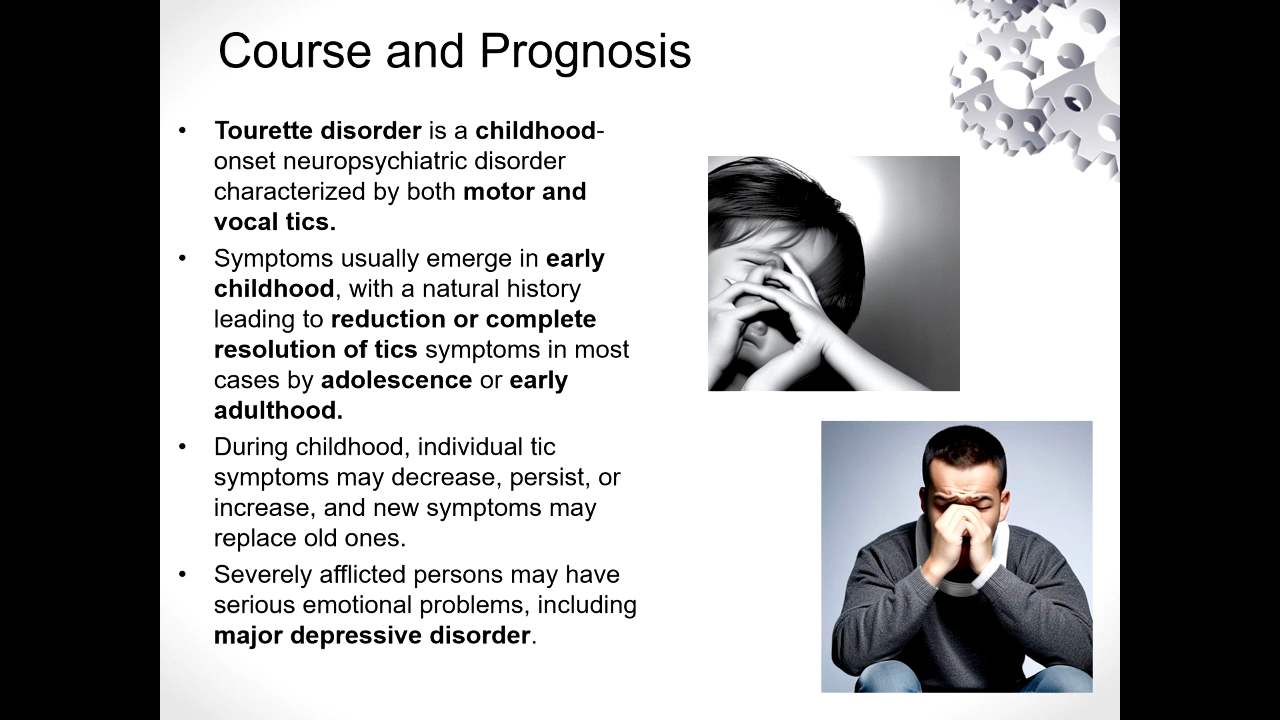 Course and Prognosis
• Tourette disorder is a childhood-
onset neuropsychiatric disorder
characterized by both motor and
vocal tics.
• Symptoms usually emerge in early
childhood, with a natural history
leading to reduction or complete
resolution of tics symptoms in most
cases by adolescence or early
adulthood.
• During childhood, individual tic
symptoms may decrease, persist, or
increase, and new symptoms may
replace old ones.
• Severely afflicted persons may have
serious emotional problems, including
major depressive disorder.